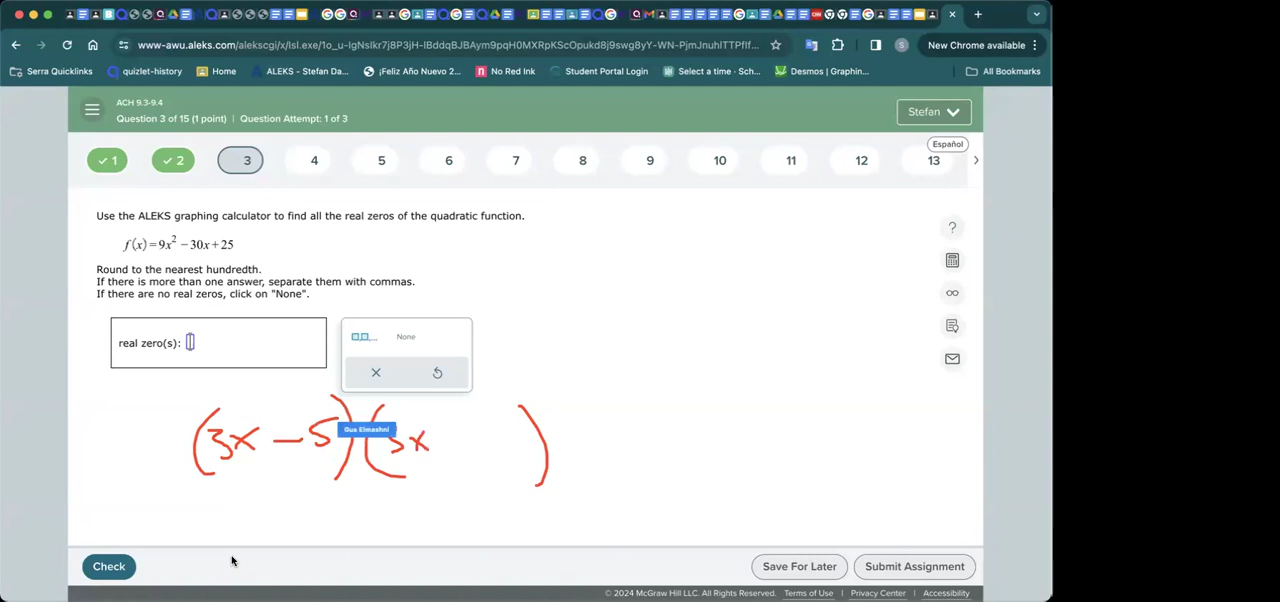 www-awu.aleks.com/alekscgi/x/lsl.exe/
New Chrome available
Serra Quicklinks
quizlet-history
Home
ALEKS - Stefan Da...
¡Feliz Año Nuevo 2...
No Red Ink
Student Portal Login
Select a time · Sch...
Desmos | Graphin...
All Bookmarks
ACH 9.3-9.4
Question 3 of 15 (1 point) | Question Attempt: 1 of 3
Stefan
Español
✓ 1 ✓ 2 3 4 5 6 7 8 9 10 11 12 13
Use the ALEKS graphing calculator to find all the real zeros of the quadratic function.
f(x)=9x² −30x+25
Round to the nearest hundredth.
If there is more than one answer, separate them with commas.
If there are no real zeros, click on "None".
real zero(s):
None
(3x − 5)(3x )
Gus Elmashni
Check
Save For Later
Submit Assignment
© 2024 McGraw Hill LLC. All Rights Reserved. Terms of Use | Privacy Center | Accessibility